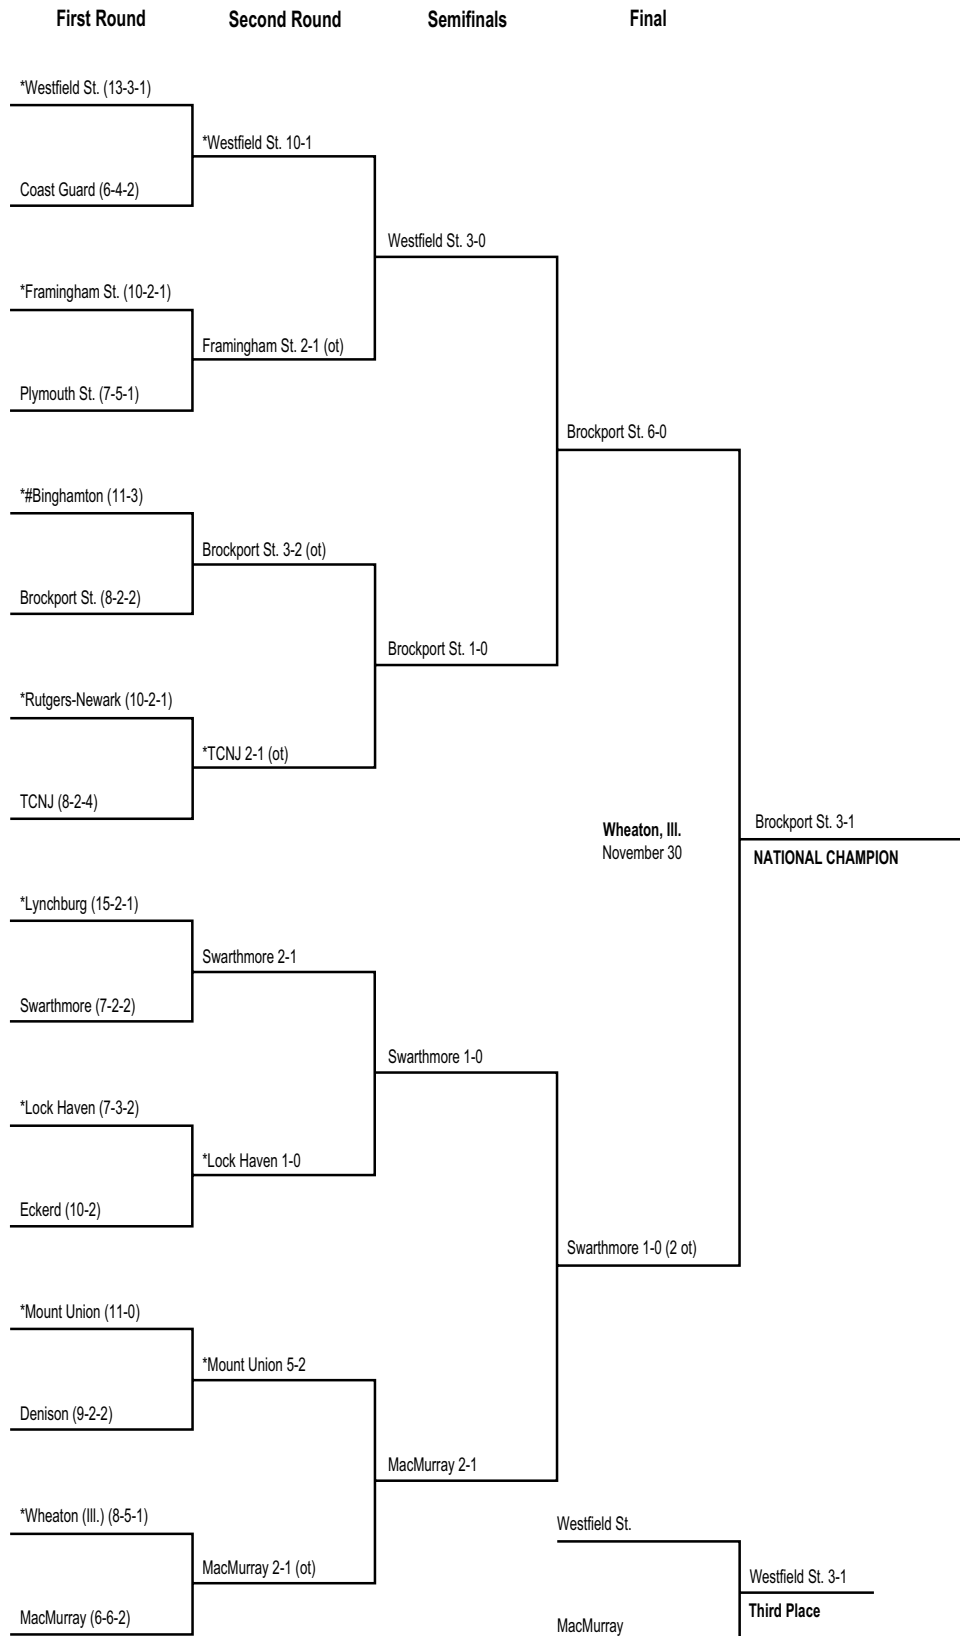 First Round
Second Round
Semifinals
Final
*Westfield St. (13-3-1)
*Westfield St. 10-1
Coast Guard (6-4-2)
Westfield St. 3-0
*Framingham St. (10-2-1)
Framingham St. 2-1 (ot)
Plymouth St. (7-5-1)
Brockport St. 6-0
*#Binghamton (11-3)
Brockport St. 3-2 (ot)
Brockport St. (8-2-2)
Brockport St. 1-0
*Rutgers-Newark (10-2-1)
*TCNJ 2-1 (ot)
TCNJ (8-2-4)
Wheaton, Ill.
November 30
Brockport St. 3-1
NATIONAL CHAMPION
*Lynchburg (15-2-1)
Swarthmore 2-1
Swarthmore (7-2-2)
Swarthmore 1-0
*Lock Haven (7-3-2)
*Lock Haven 1-0
Eckerd (10-2)
Swarthmore 1-0 (2 ot)
*Mount Union (11-0)
*Mount Union 5-2
Denison (9-2-2)
MacMurray 2-1
*Wheaton (Ill.) (8-5-1)
MacMurray 2-1 (ot)
MacMurray (6-6-2)
Westfield St.
Westfield St. 3-1
Third Place
MacMurray